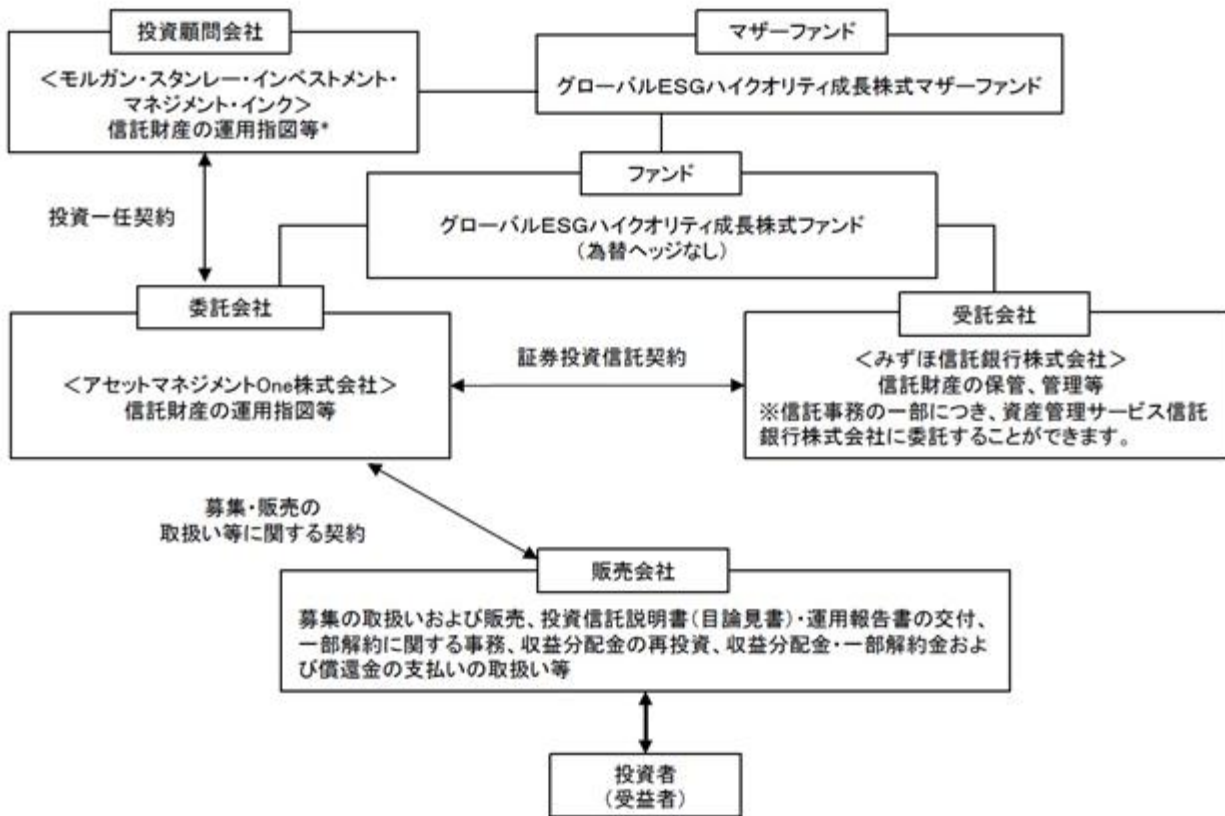 投資顧問会社
<モルガン・スタンレー・インベストメント・
マネジメント・インク>
信託財産の運用指図等*
マザーファンド
グローバルESGハイクオリティ成長株式マザーファンド
ファンド
グローバルESGハイクオリティ成長株式ファンド
(為替ヘッジなし)
投資一任契約
委託会社
<アセットマネジメントOne株式会社>
信託財産の運用指図等
証券投資信託契約
受託会社
<みずほ信託銀行株式会社>
信託財産の保管、管理等
※信託事務の一部につき、資産管理サービス信託
銀行株式会社に委託することができます。
募集・販売の
取扱い等に関する契約
販売会社
募集の取扱いおよび販売、投資信託説明書(目論見書)・運用報告書の交付、
一部解約に関する事務、収益分配金の再投資、収益分配金・一部解約金およ
び償還金の支払いの取扱い等
投資者
(受益者)